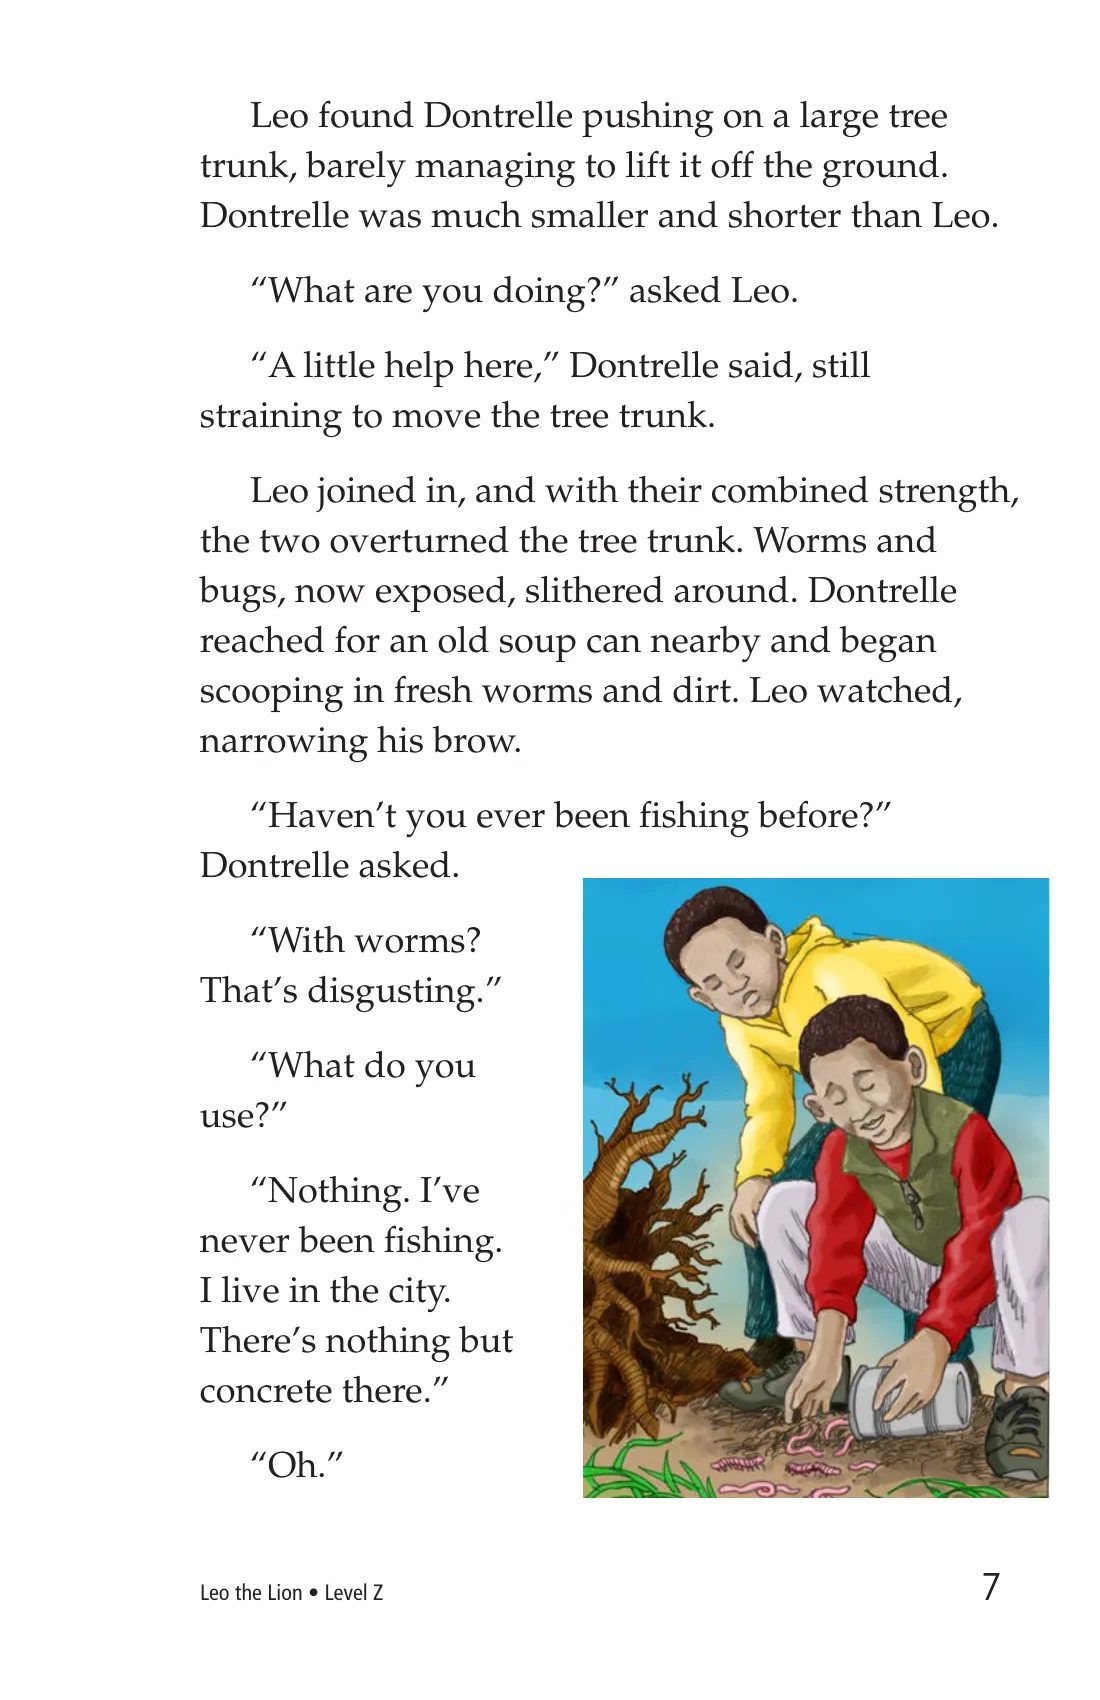 Leo found Dontrelle pushing on a large tree
trunk, barely managing to lift it off the ground.
Dontrelle was much smaller and shorter than Leo.
“What are you doing?” asked Leo.
“A little help here,” Dontrelle said, still
straining to move the tree trunk.
Leo joined in, and with their combined strength,
the two overturned the tree trunk. Worms and
bugs, now exposed, slithered around. Dontrelle
reached for an old soup can nearby and began
scooping in fresh worms and dirt. Leo watched,
narrowing his brow.
“Haven’t you ever been fishing before?”
Dontrelle asked.
“With worms?
That’s disgusting.”
“What do you
use?”
“Nothing. I’ve
never been fishing.
I live in the city.
There’s nothing but
concrete there.”
“Oh.”
Leo the Lion • Level Z
7